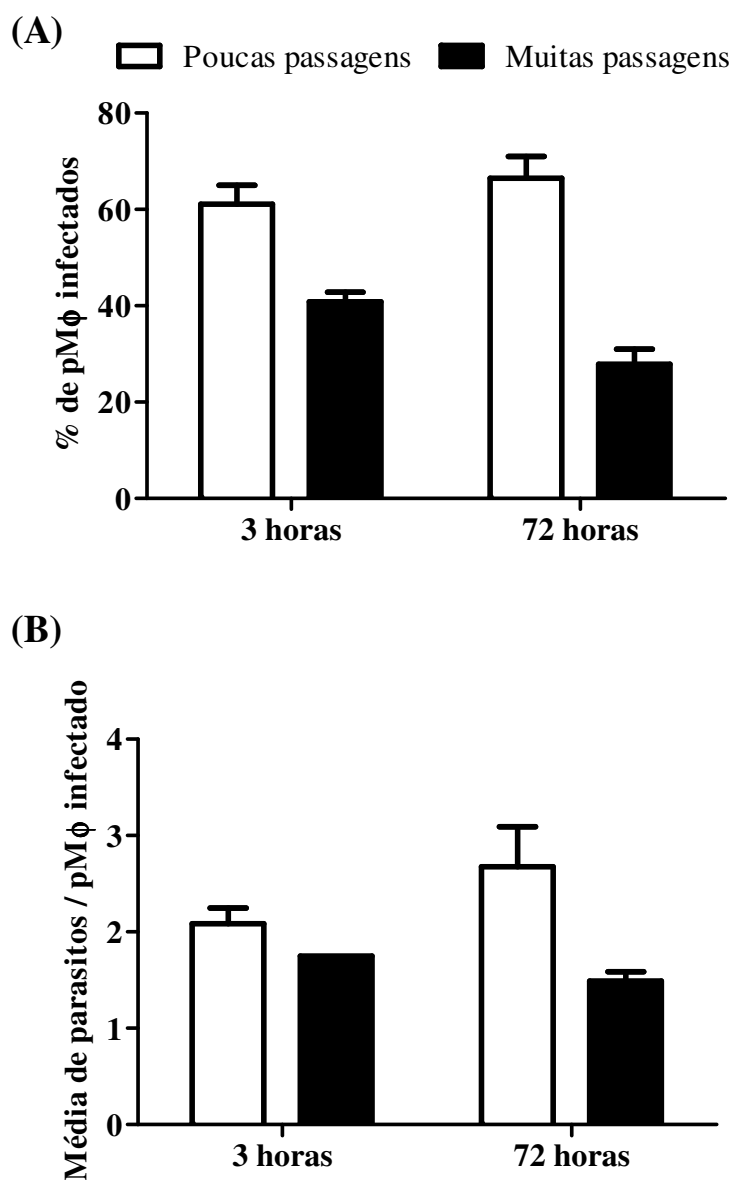 (A)
Poucas passagens
Muitas passagens
% de pMϕ infectados
80
60
40
20
0
3 horas
72 horas
(B)
Média de parasitos / pMϕ infectado
4
3
2
1
0
3 horas
72 horas